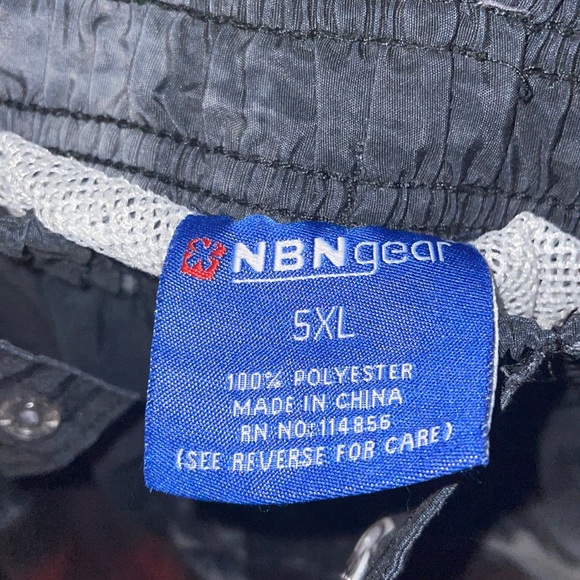 NBNgear
5XL
100% POLYESTER
MADE IN CHINA
RN NO: 114856
(SEE REVERSE FOR CARE)